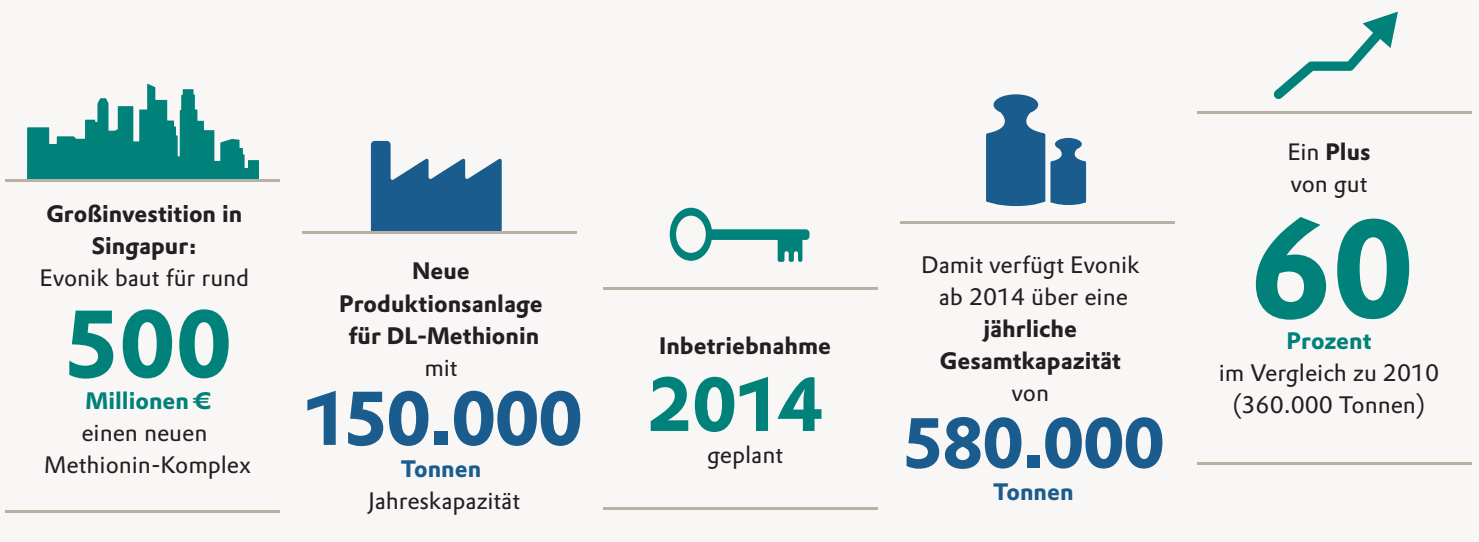 Großinvestition in
Singapur:
Evonik baut für rund
500
Millionen €
einen neuen
Methionin-Komplex
Neue
Produktionsanlage
für DL-Methionin
mit
150.000
Tonnen
Jahreskapazität
Inbetriebnahme
2014
geplant
Damit verfügt Evonik
ab 2014 über eine
jährliche
Gesamtkapazität
von
580.000
Tonnen
Ein Plus
von gut
60
Prozent
im Vergleich zu 2010
(360.000 Tonnen)